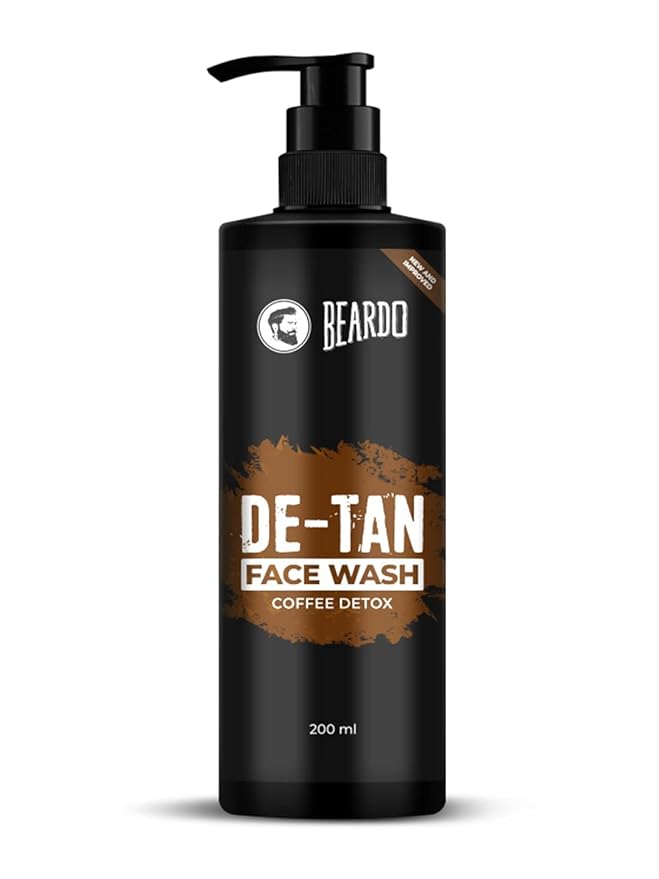 NEW AND
IMPROVED
BEARDO
DE-TAN
FACE WASH
COFFEE DETOX
200 ml